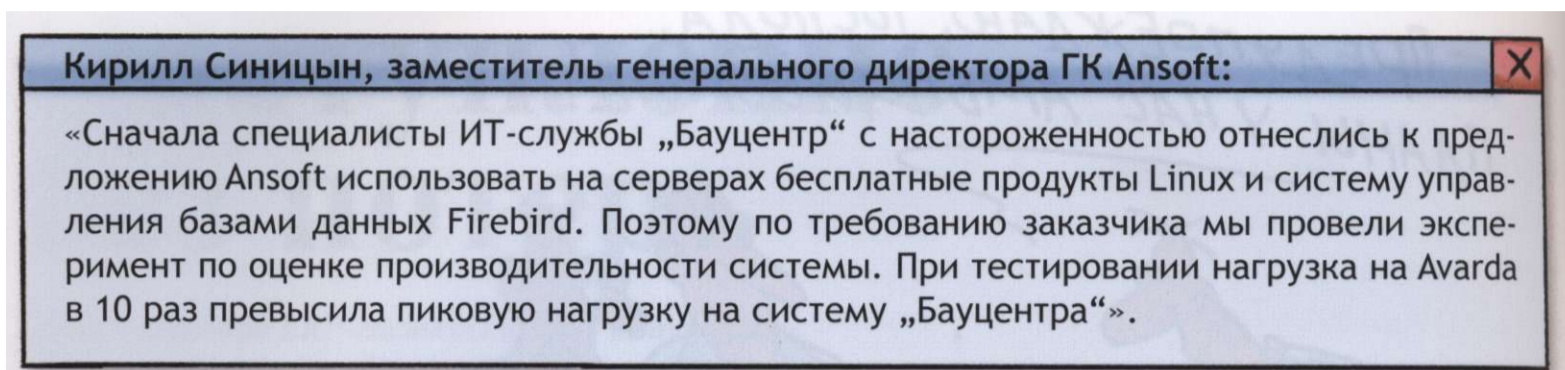 Кирилл Синицын, заместитель генерального директора ГК Ansoft:
X
«Сначала специалисты ИТ-службы „Бауцентр“ с настороженностью отнеслись к пред-
ложению Ansoft использовать на серверах бесплатные продукты Linux и систему управ-
ления базами данных Firebird. Поэтому по требованию заказчика мы провели экспе-
римент по оценке производительности системы. При тестировании нагрузка на Avarda
в 10 раз превысила пиковую нагрузку на систему „Бауцентра“».